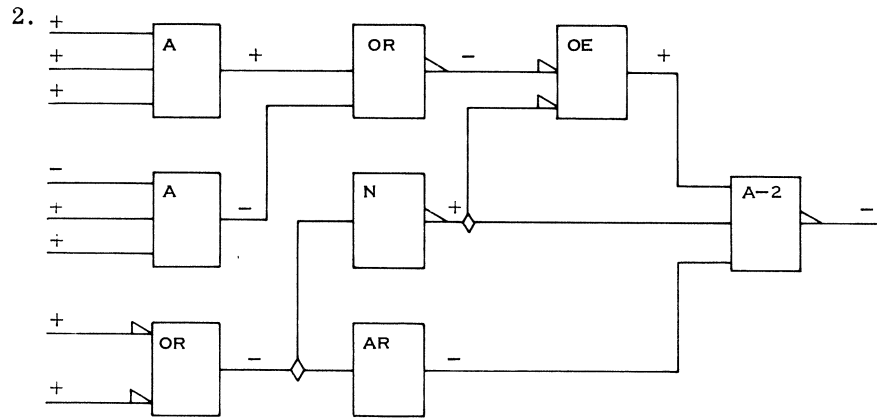 2.
+ A + OR - OE +
+
+
- A - N + A-2 -
+
+
+ OR - AR -
+